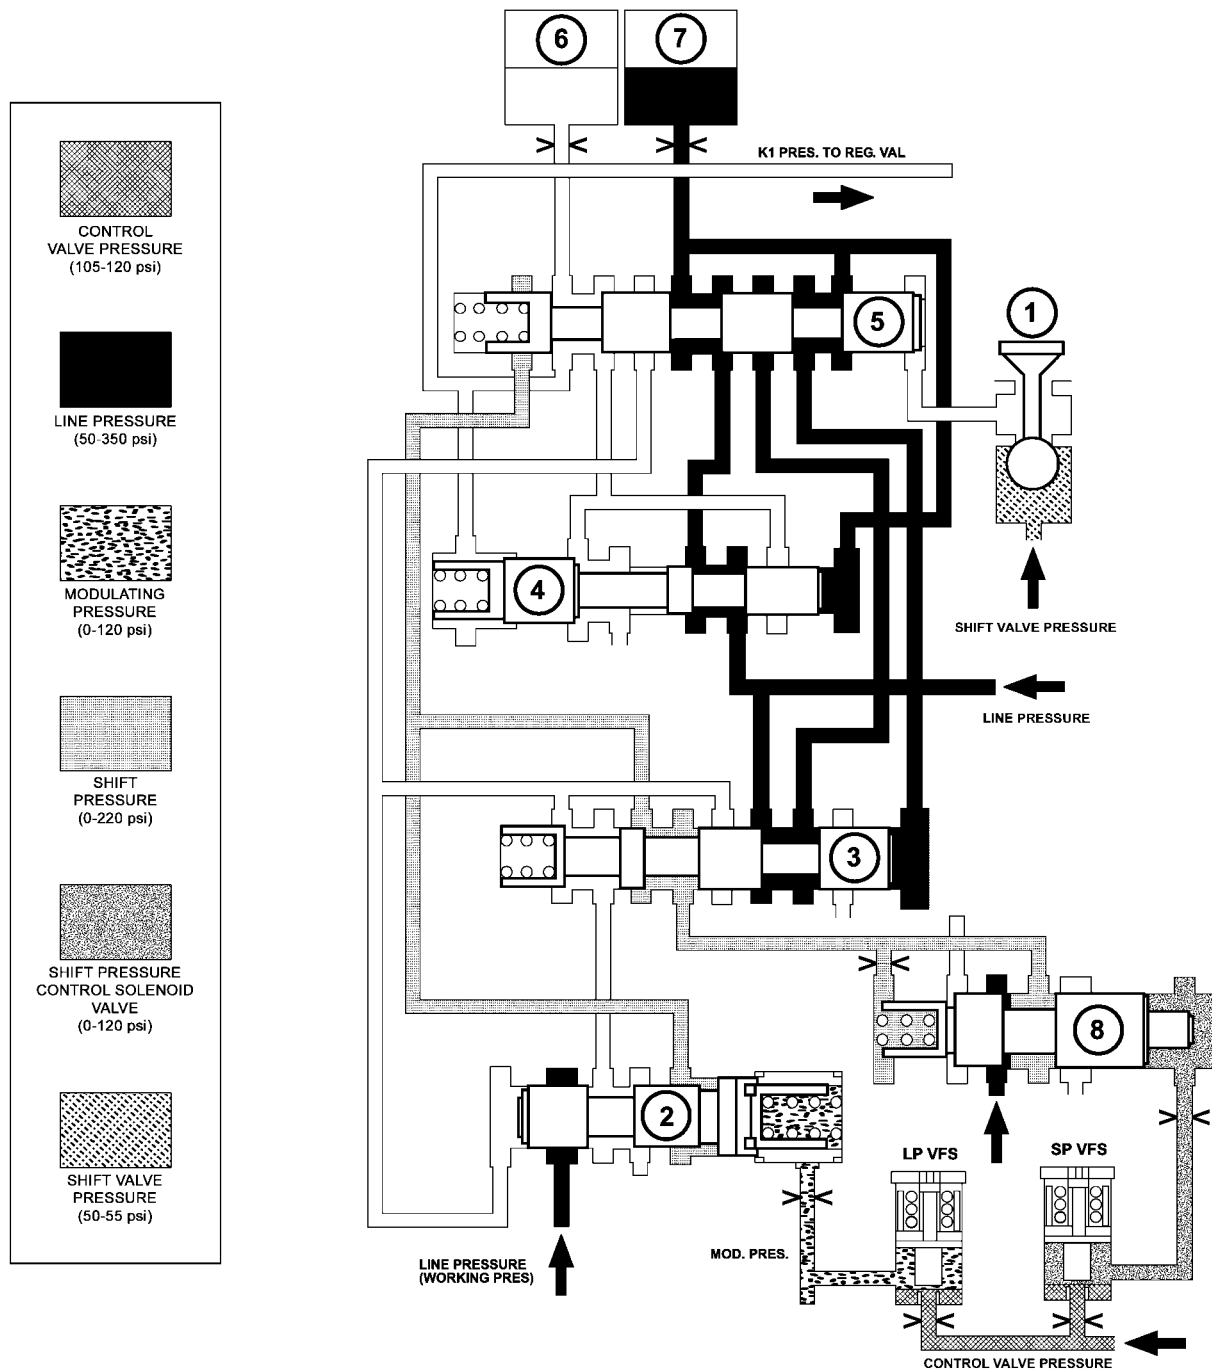 6
7
K1 PRES. TO REG. VAL
CONTROL
VALVE PRESSURE
(105-120 psi)
5
1
LINE PRESSURE
(50-350 psi)
4
MODULATING
PRESSURE
(0-120 psi)
SHIFT VALVE PRESSURE
LINE PRESSURE
SHIFT
PRESSURE
(0-220 psi)
3
SHIFT PRESSURE
CONTROL SOLENOID
VALVE
(0-120 psi)
8
2
LP VFS
SP VFS
SHIFT VALVE
PRESSURE
(50-55 psi)
MOD. PRES.
LINE PRESSURE
(WORKING PRES)
CONTROL VALVE PRESSURE